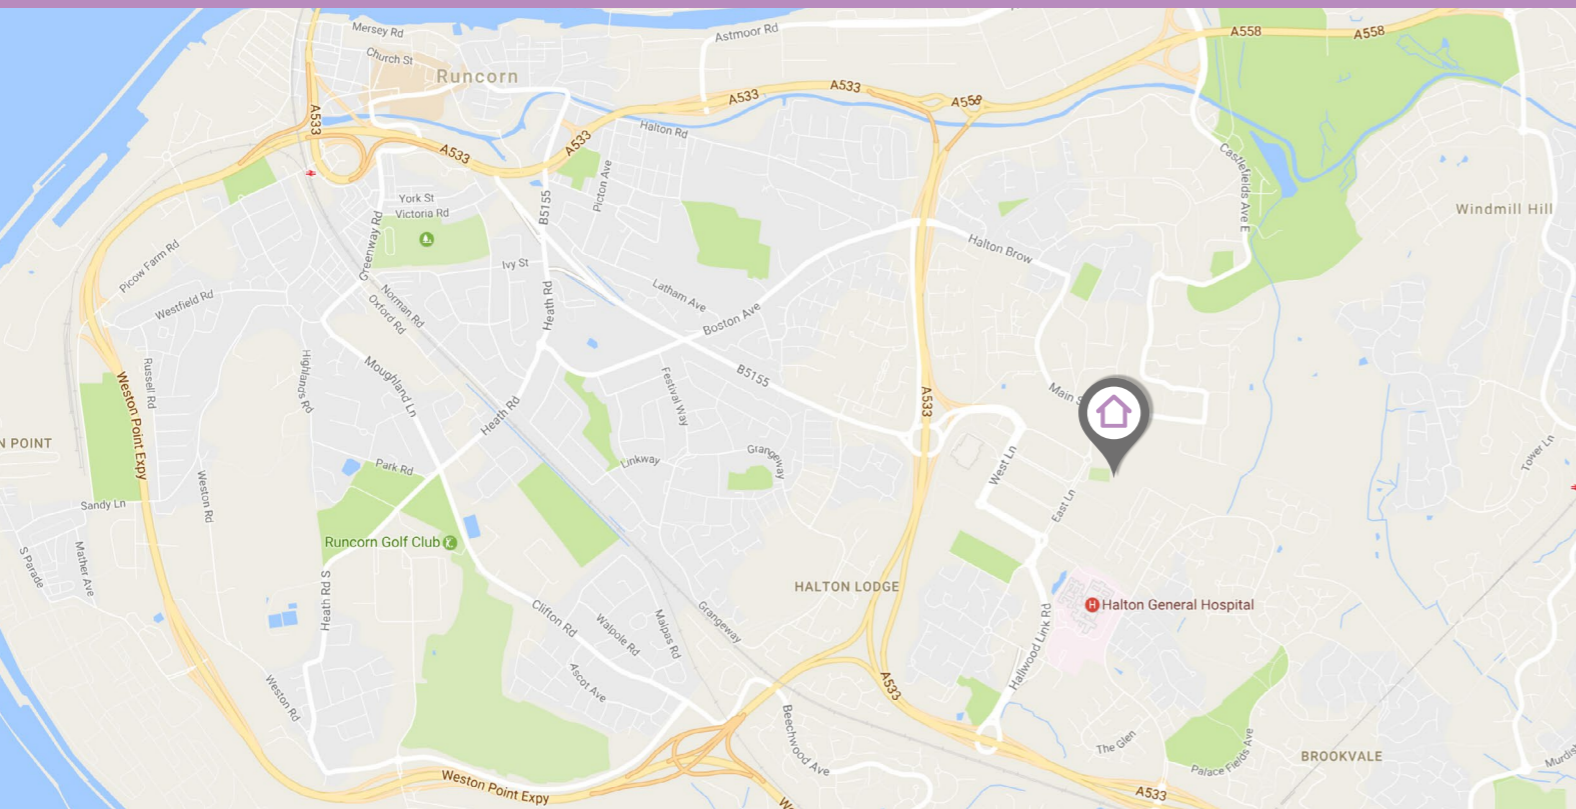 Mersey Rd
Astmoor Rd
A558
A558
Church St
Runcorn
A533
A533
A533
A558
Halton Rd
A533
A533
Castlefields Ave E
Picton Ave
York St
Victoria Rd
B5155
Windmill Hill
Greenway Rd
Halton Brow
Picow Farm Rd
Ivy St
Westfield Rd
Norman Rd
Oxford Rd
Heath Rd
Latham Ave
Boston Ave
Russell Rd
Highlands Rd
Moughland Ln
Festival Way
B5155
A533
Main
Weston Point Expy
Heath Rd
N POINT
Grangeway
Linkway
West Ln
Tower Ln
Park Rd
Weston Rd
Sandy Ln
East Ln
Runcorn Golf Club
S Parade
Mather Ave
HALTON LODGE
Heath Rd S
H Halton General Hospital
Clifton Rd
Walpole Rd
Malpas Rd
Grangeway
Hallwood Link Rd
Ascot Ave
A533
Weston Rd
Beechwood Ave
The Glen
Palace Fields Ave
BROOKVALE
Weston Point Expy
A533